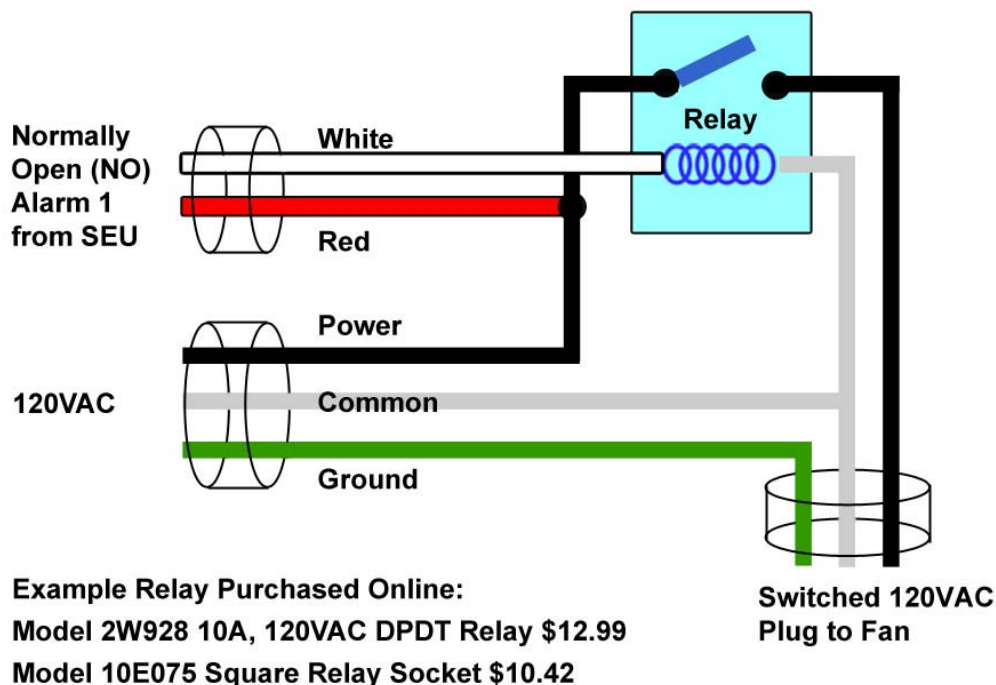 Relay
Normally
Open (NO)
Alarm 1
from SEU
White
Red
Power
120VAC
Common
Ground
Example Relay Purchased Online:
Model 2W928 10A, 120VAC DPDT Relay $12.99
Model 10E075 Square Relay Socket $10.42
Switched 120VAC
Plug to Fan